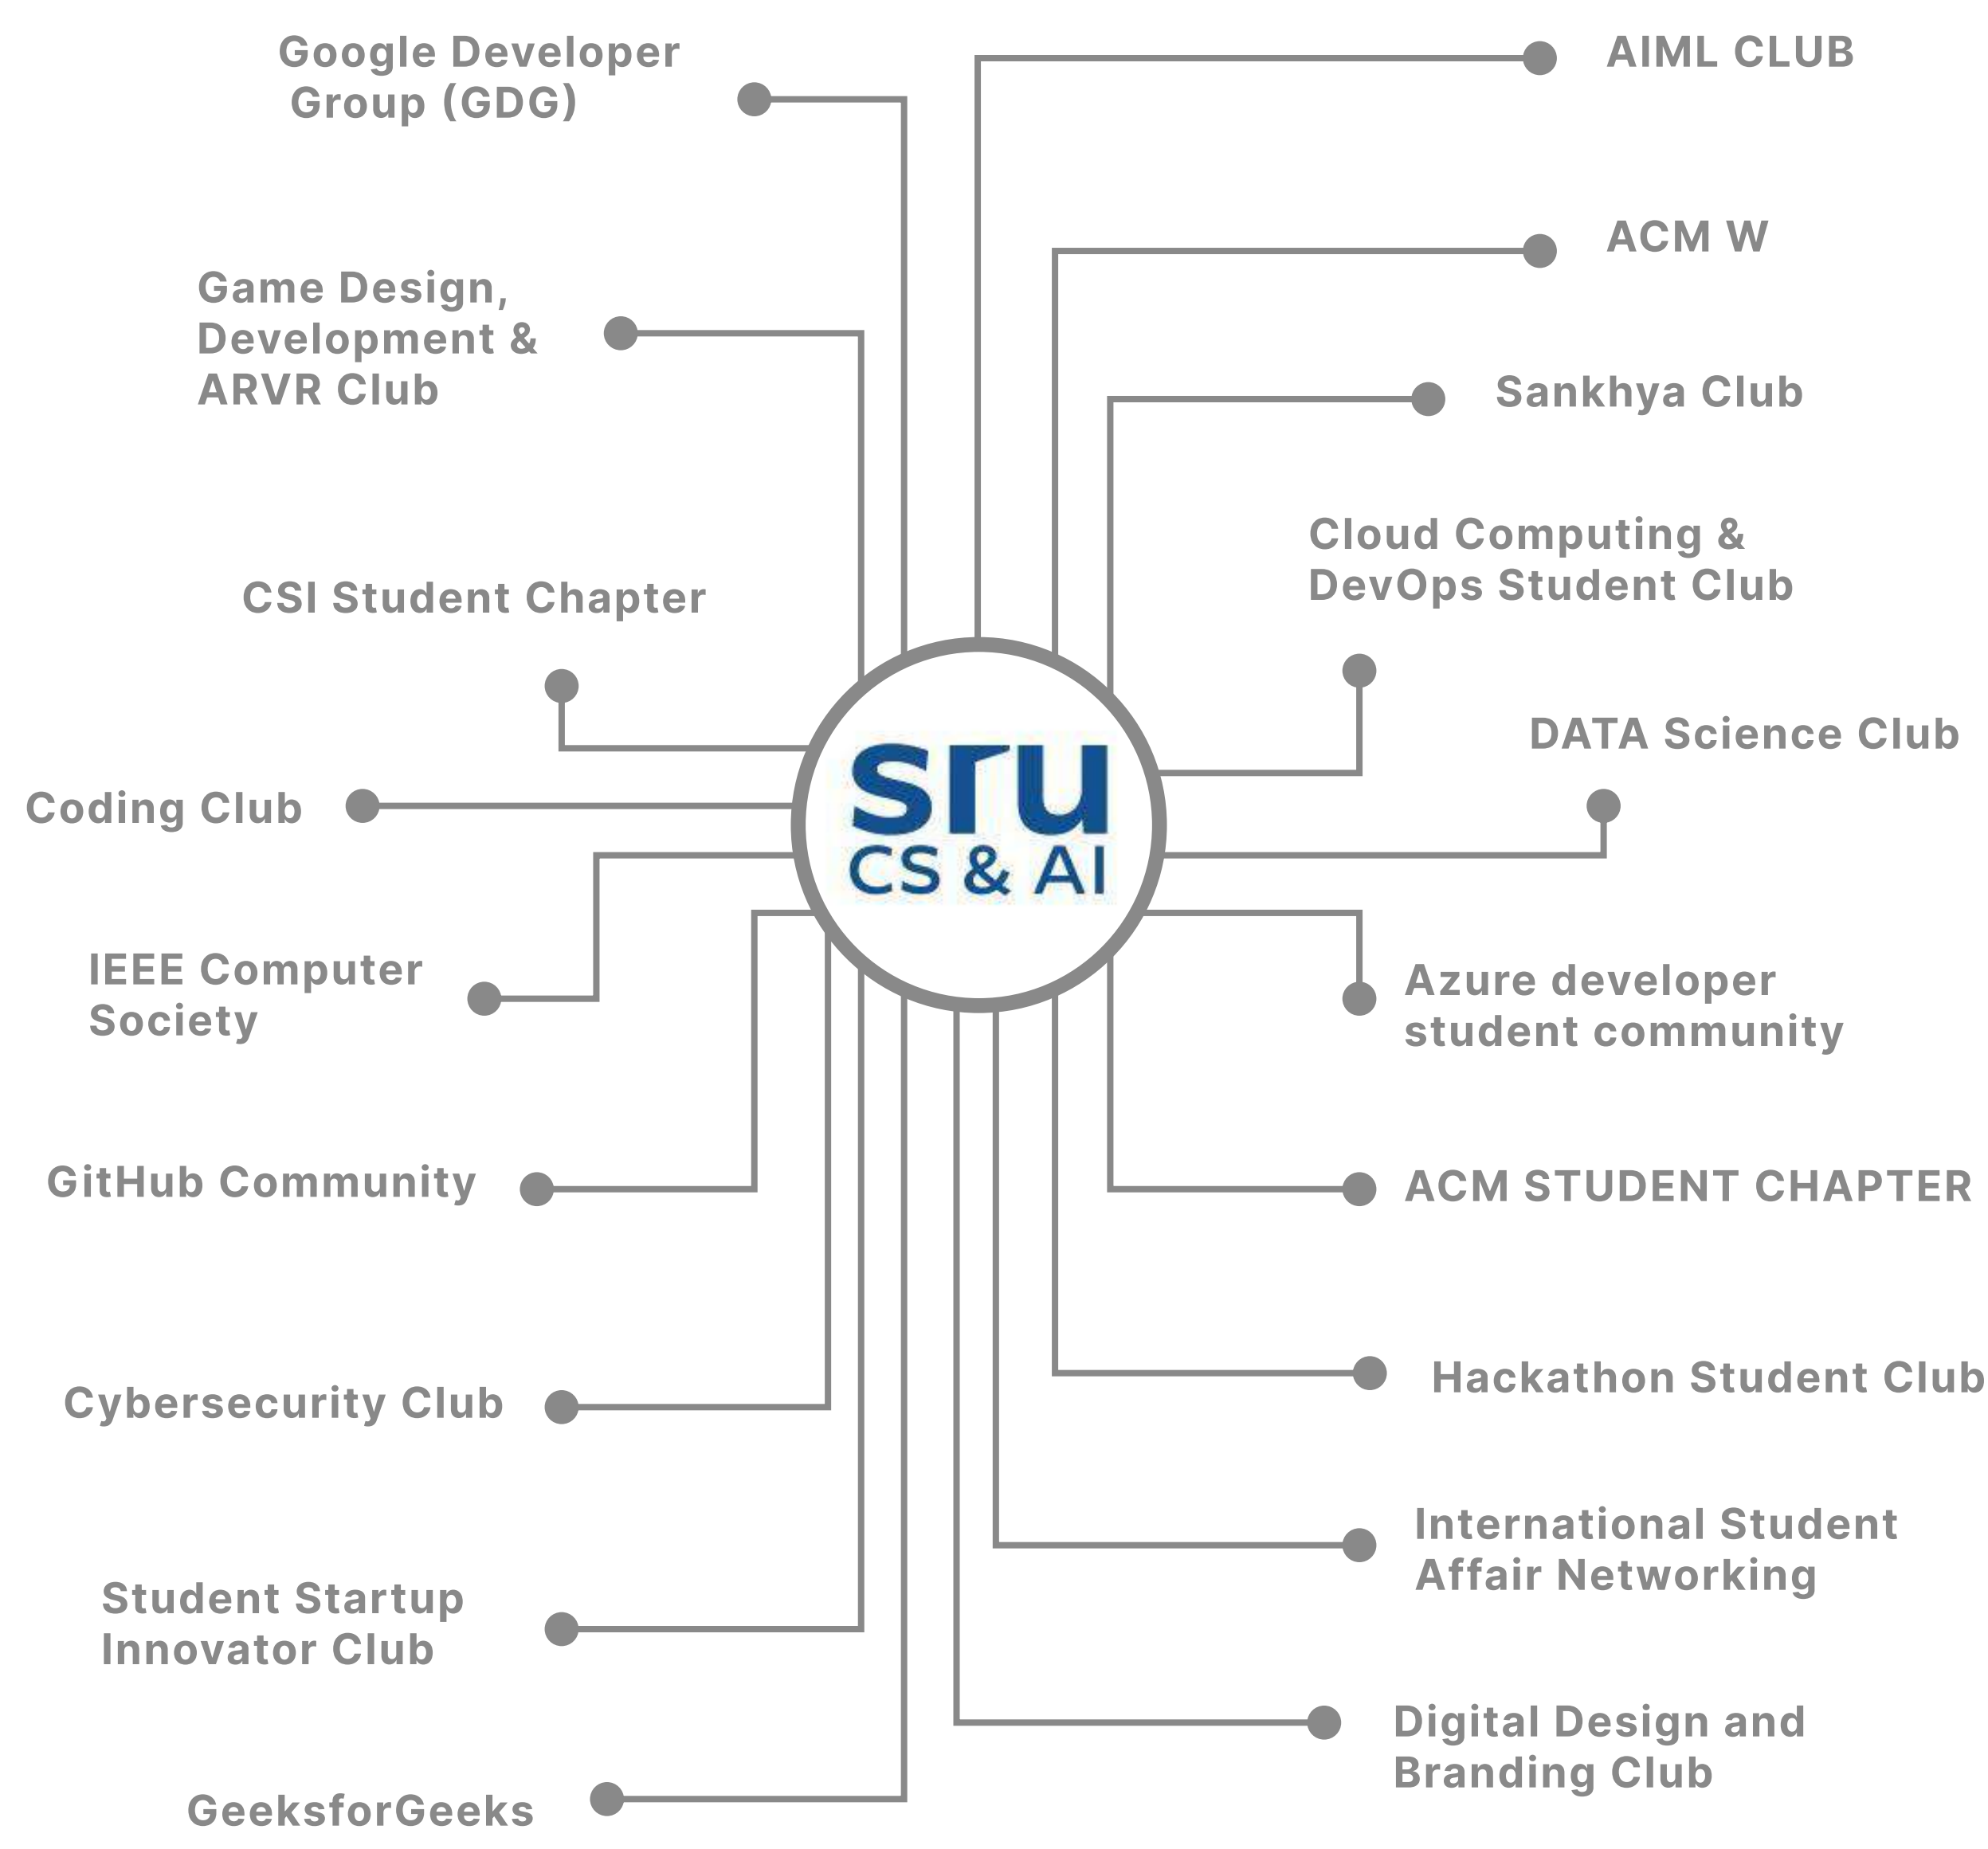 Google Developer
Group (GDG)
Game Design,
Development &
ARVR Club
CSI Student Chapter
Coding Club
IEEE Computer
Society
GitHub Community
Cybersecurity Club
Student Startup
Innovator Club
GeeksforGeeks
sru
CS & AI
AIML CLUB
ACM W
Sankhya Club
Cloud Computing &
DevOps Student Club
DATA Science Club
Azure developer
student community
ACM STUDENT CHAPTER
Hackathon Student Club
International Student
Affair Networking
Digital Design and
Branding Club